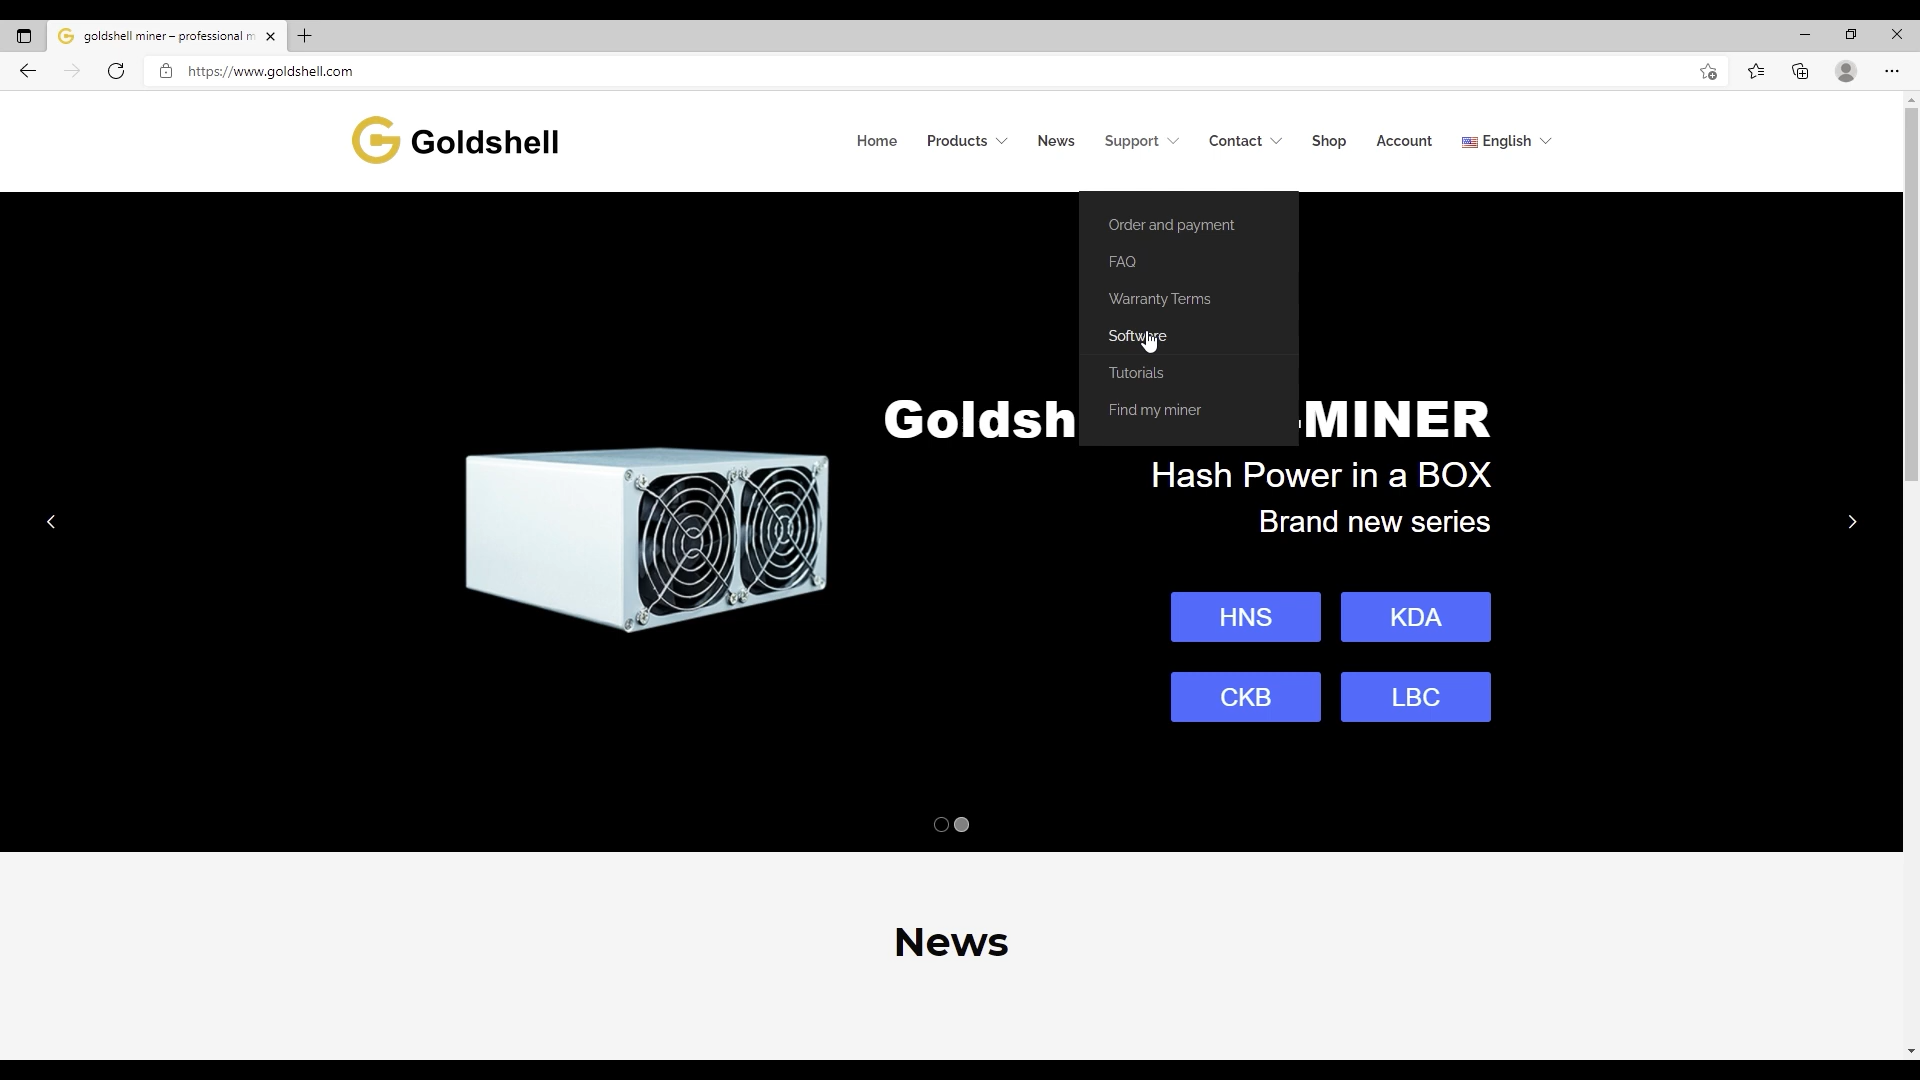 goldshell miner – professional m
https://www.goldshell.com
Goldshell
Home Products News Support Contact Shop Account English
Order and payment
FAQ
Warranty Terms
Software
Tutorials
Find my miner
Goldsh -MINER
Hash Power in a BOX
Brand new series
HNS KDA
CKB LBC
News